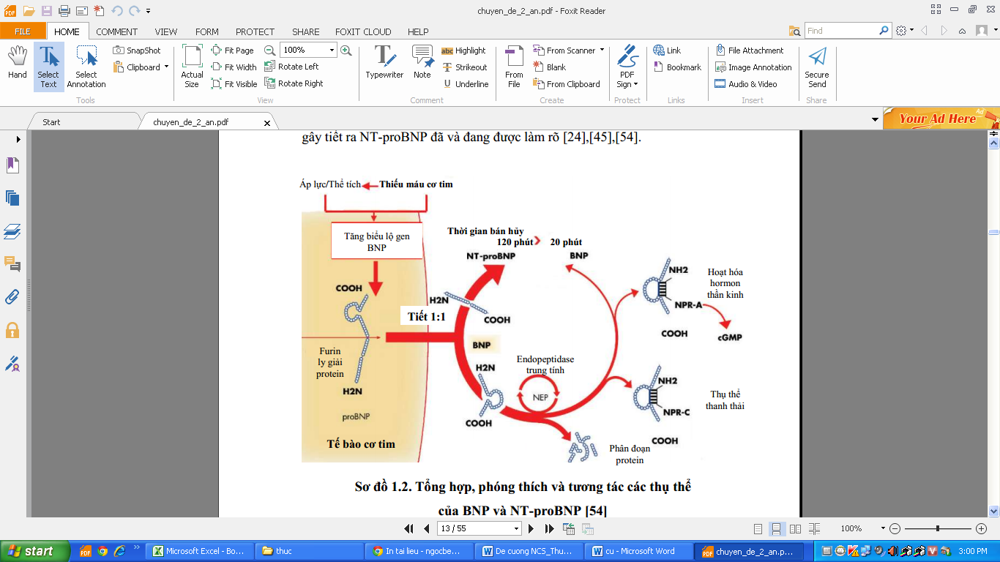 chuyen_de_2_an.pdf - Foxit Reader
FILE
HOME
COMMENT
VIEW
FORM
PROTECT
SHARE
FOXIT CLOUD
HELP
Find
Hand
Select
Text
Select
Annotation
SnapShot
Clipboard
Tools
Actual
Size
Fit Page
Fit Width
Fit Visible
100%
Rotate Left
Rotate Right
View
Typewriter
Note
Highlight
Strikeout
Underline
Comment
From
File
From Scanner
Blank
From Clipboard
Create
PDF
Sign
Protect
Link
Bookmark
Links
File Attachment
Image Annotation
Audio & Video
Insert
Secure
Send
Share
Start
chuyen_de_2_an.pdf
Your Ad Here
Ad
gây tiết ra NT-proBNP đã và đang được làm rõ [24],[45],[54].
Áp lực/Thể tích
Thiếu máu cơ tim
Tăng biểu lộ gen
BNP
COOH
Furin
ly giải
protein
H2N
proBNP
Tế bào cơ tim
Tiết 1:1
Thời gian bán hủy
120 phút
20 phút
NT-proBNP
BNP
H2N
COOH
BNP
H2N
COOH
Endopeptidase
trung tính
NEP
Phân đoạn
protein
NH2
NPR-A
COOH
Hoạt hóa
hormon
thần kinh
cGMP
NH2
NPR-C
COOH
Thụ thể
thanh thải
Sơ đồ 1.2. Tổng hợp, phóng thích và tương tác các thụ thể
của BNP và NT-proBNP [54]
13 / 55
100%
start
Microsoft Excel - Bo...
thuc
In tai lieu - ngocbe...
De cuong NCS_Thu...
cu - Microsoft Word
chuyen_de_2_an.p...
3:00 PM